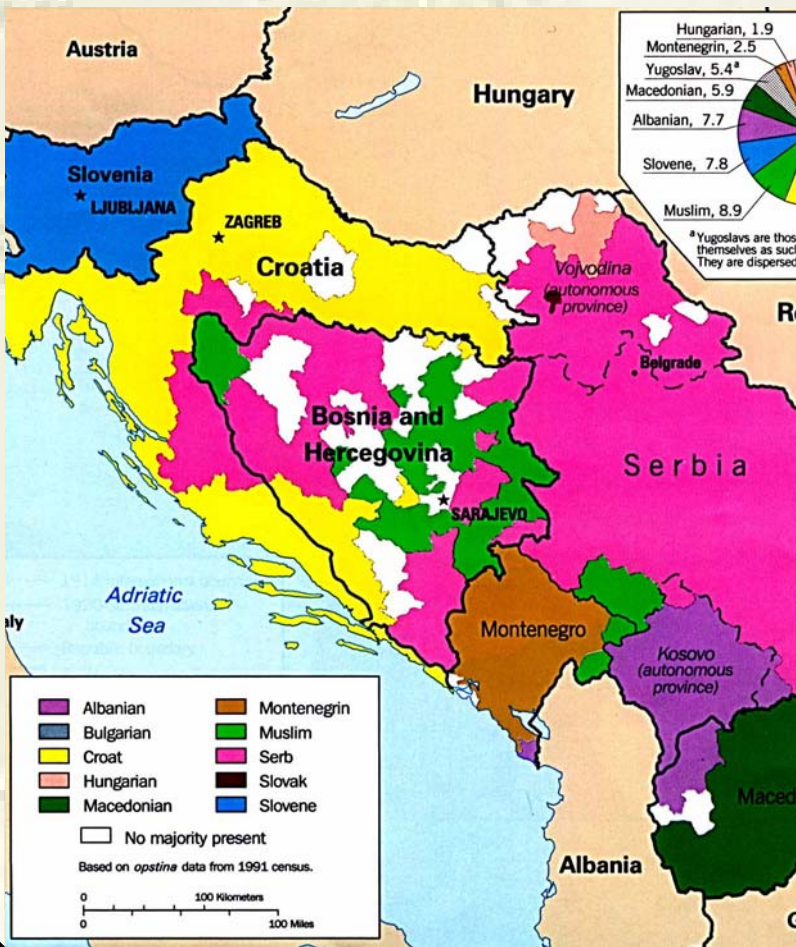 Austria
Hungary
Slovenia
LJUBLJANA
ZAGREB
Croatia
Vojvodina
(autonomous
province)
Belgrade
Bosnia and
Hercegovina
SARAJEVO
Serbia
Adriatic
Sea
Montenegro
Kosovo
(autonomous
province)
Albania
Hungarian, 1.9
Montenegrin, 2.5
Yugoslav, 5.4ª
Macedonian, 5.9
Albanian, 7.7
Slovene, 7.8
Muslim, 8.9
ª Yugoslavs are
themselves as
They are dispersed
Albanian
Bulgarian
Croat
Hungarian
Macedonian
Montenegrin
Muslim
Serb
Slovak
Slovene
No majority present
Based on opstina data from 1991 census.
0 100 Kilometers
0 100 Miles